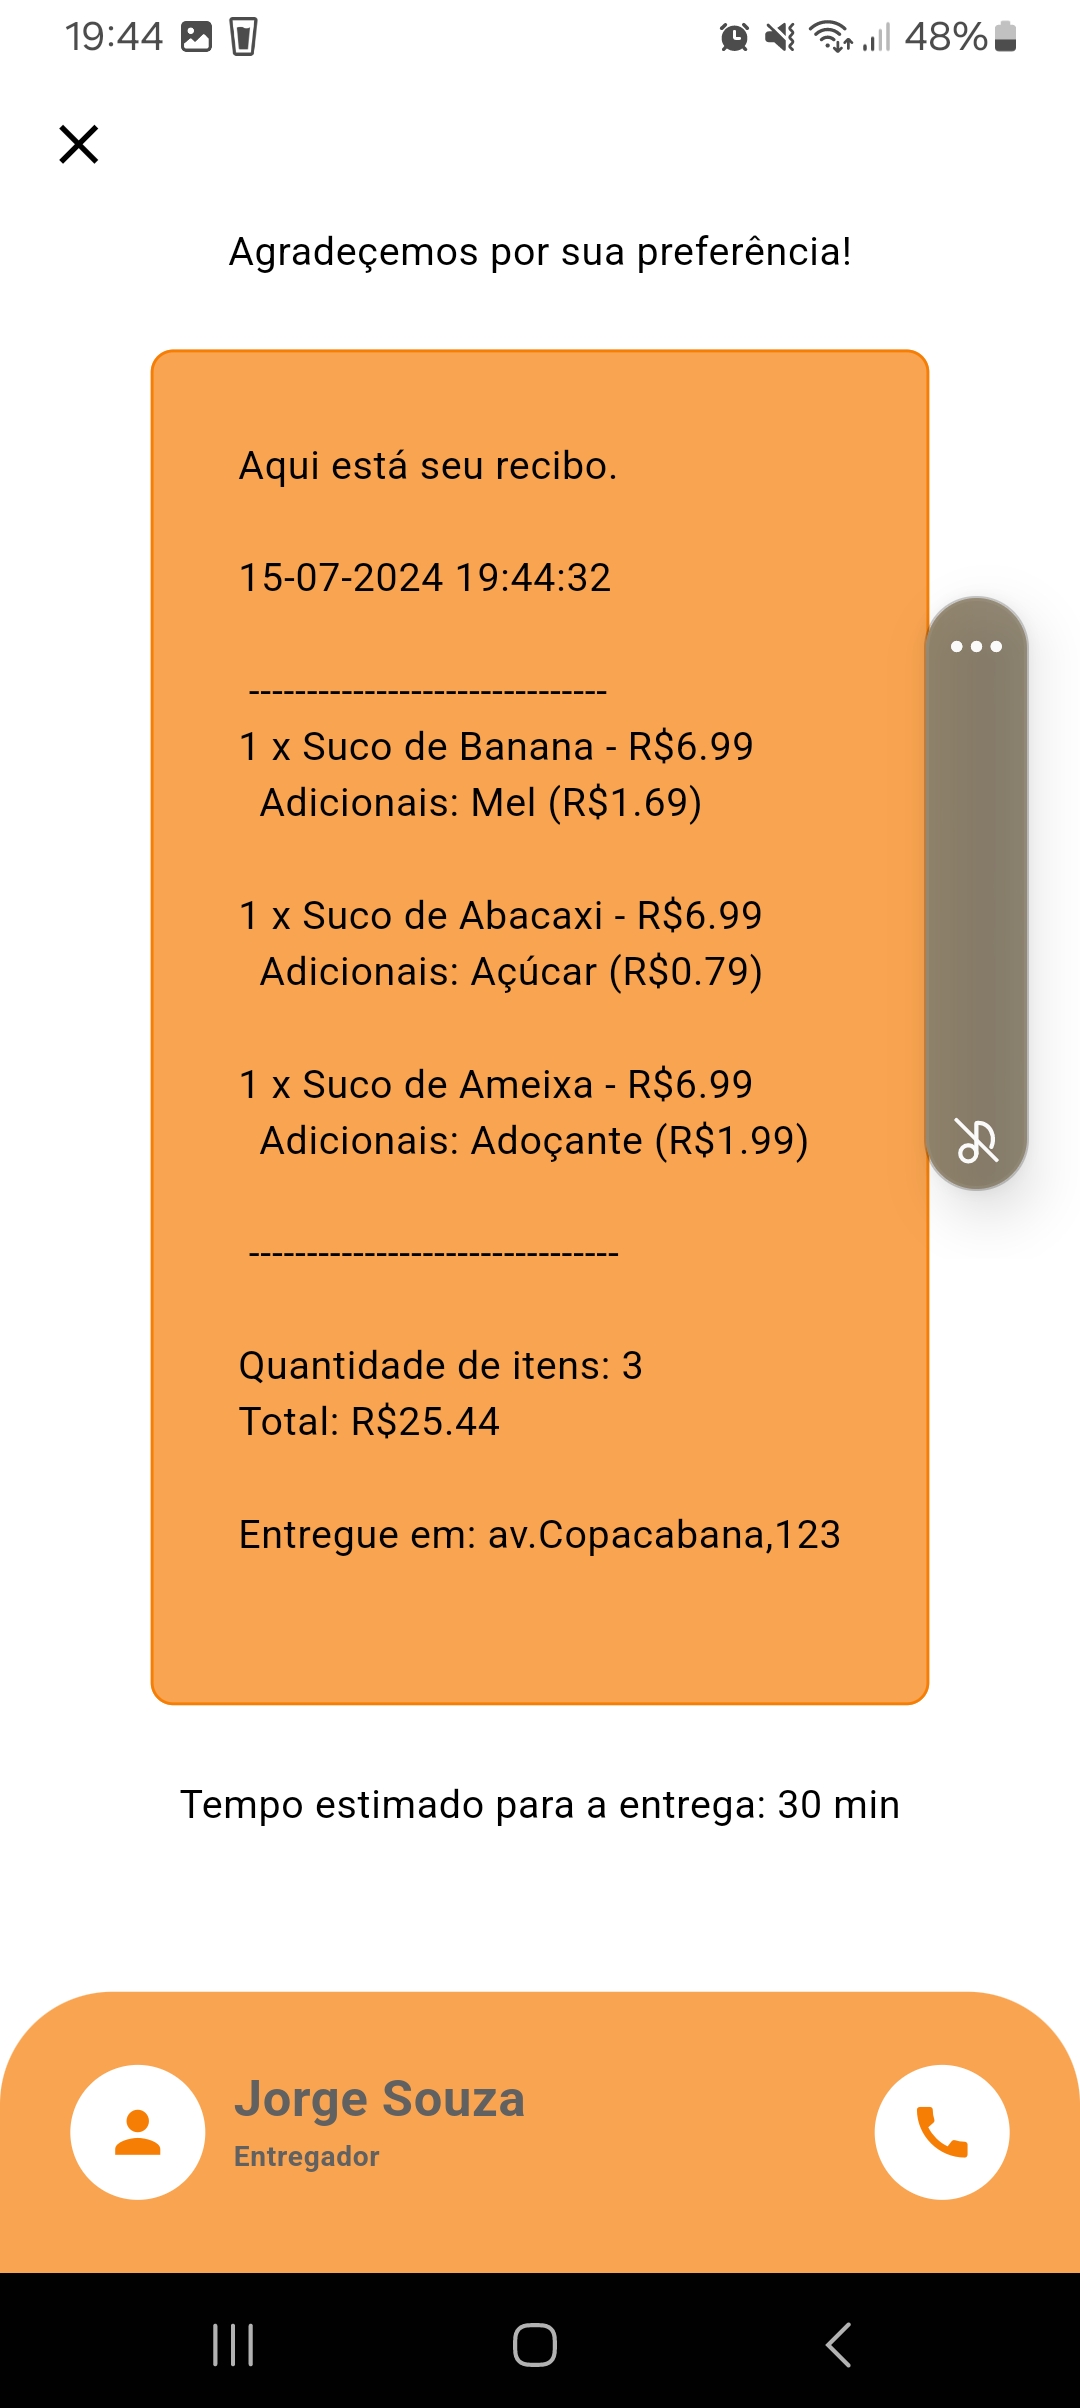 19:44
48%
Agradeçemos por sua preferência!
Aqui está seu recibo.
15-07-2024 19:44:32
-------------------------------
1 x Suco de Banana - R$6.99
Adicionais: Mel (R$1.69)
1 x Suco de Abacaxi - R$6.99
Adicionais: Açúcar (R$0.79)
1 x Suco de Ameixa - R$6.99
Adicionais: Adoçante (R$1.99)
--------------------------------
Quantidade de itens: 3
Total: R$25.44
Entregue em: av.Copacabana,123
Tempo estimado para a entrega: 30 min
Jorge Souza
Entregador